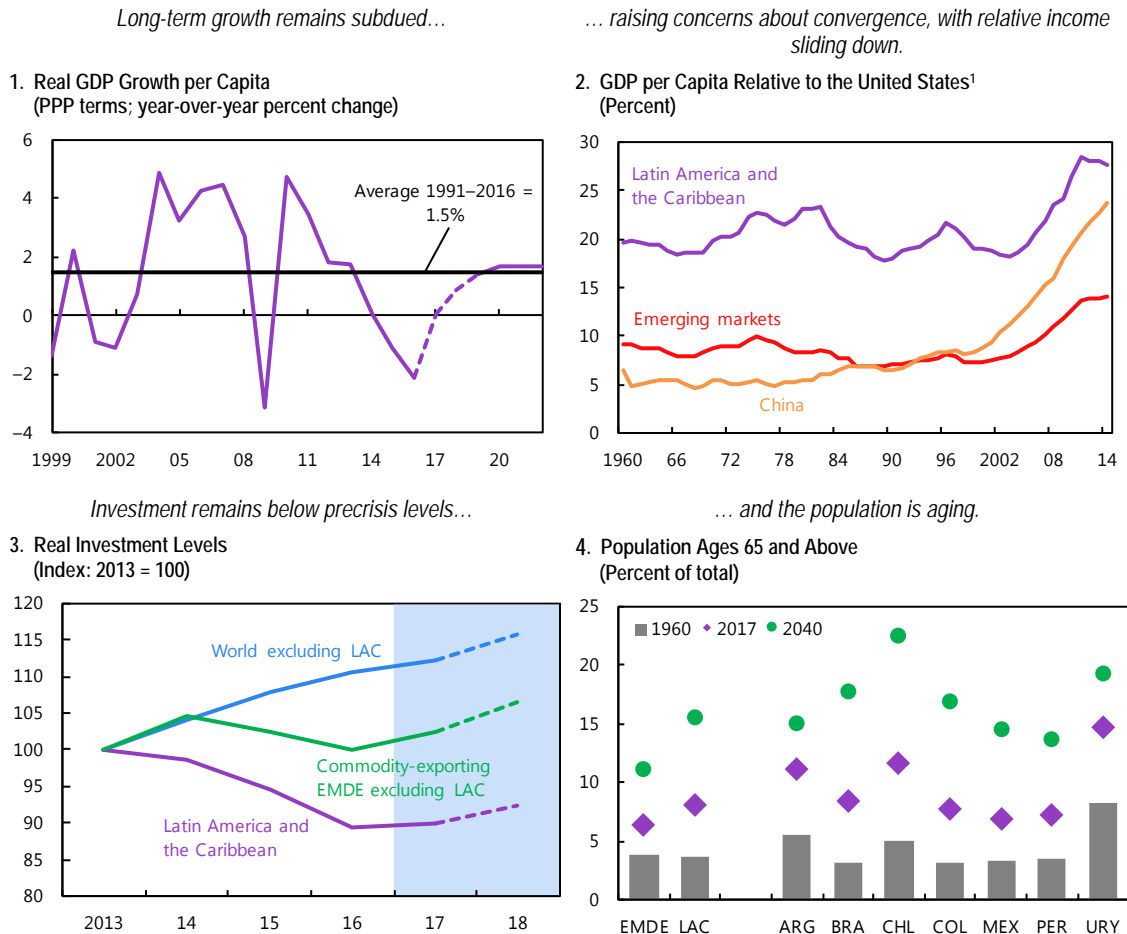 Long-term growth remains subdued…
… raising concerns about convergence, with relative income
sliding down.
1. Real GDP Growth per Capita
(PPP terms; year-over-year percent change)
6
4
2
0
–2
–4
Average 1991–2016 =
1.5%
1999
2002
05
08
11
14
17
20
2. GDP per Capita Relative to the United States¹
(Percent)
30
25
20
15
10
5
0
Latin America and
the Caribbean
Emerging markets
China
1960
66
72
78
84
90
96
2002
08
14
Investment remains below precrisis levels…
… and the population is aging.
3. Real Investment Levels
(Index: 2013 = 100)
120
115
110
105
100
95
90
85
80
World excluding LAC
Commodity-exporting
EMDE excluding LAC
Latin America and
the Caribbean
2013
14
15
16
17
18
4. Population Ages 65 and Above
(Percent of total)
25
20
15
10
5
0
1960 2017 2040
EMDE LAC ARG BRA CHL COL MEX PER URY